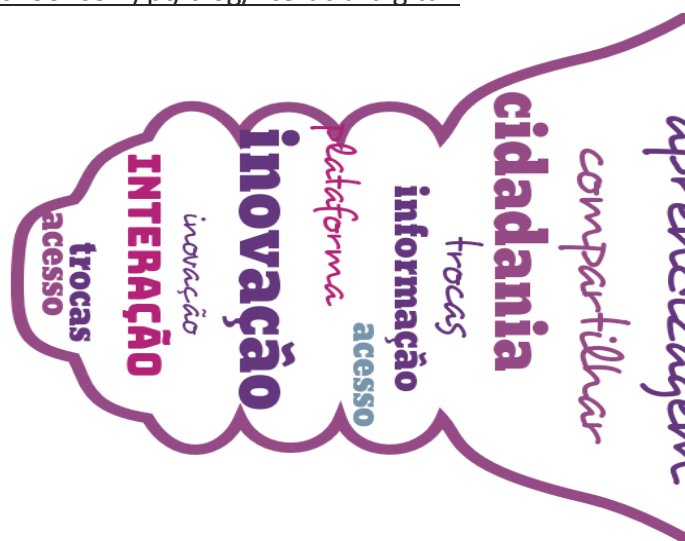 aprendizagem
compartilhar
cidadania
trocas
informação
acesso
plataforma
inovação
inovação
INTERAÇÃO
trocas
acesso